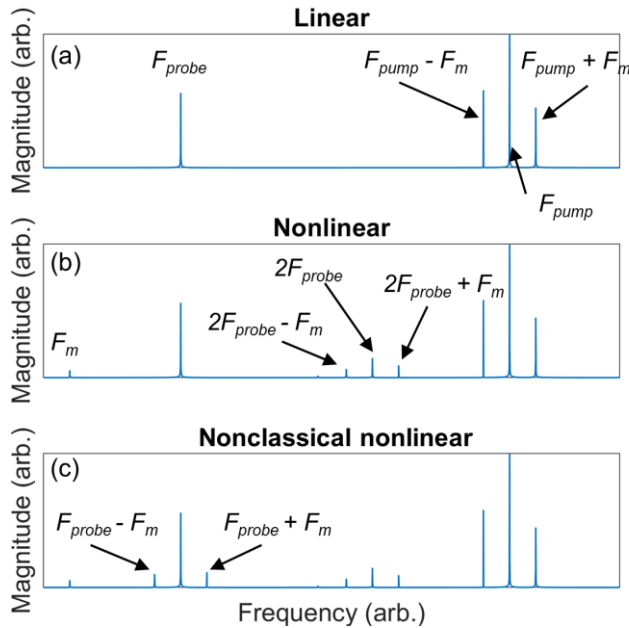 Linear
(a)
F_probe
F_pump - F_m
F_pump + F_m
F_pump
Magnitude (arb.)
Nonlinear
(b)
2F_probe
2F_probe + F_m
2F_probe - F_m
F_m
Magnitude (arb.)
Nonclassical nonlinear
(c)
F_probe - F_m
F_probe + F_m
Magnitude (arb.)
Frequency (arb.)